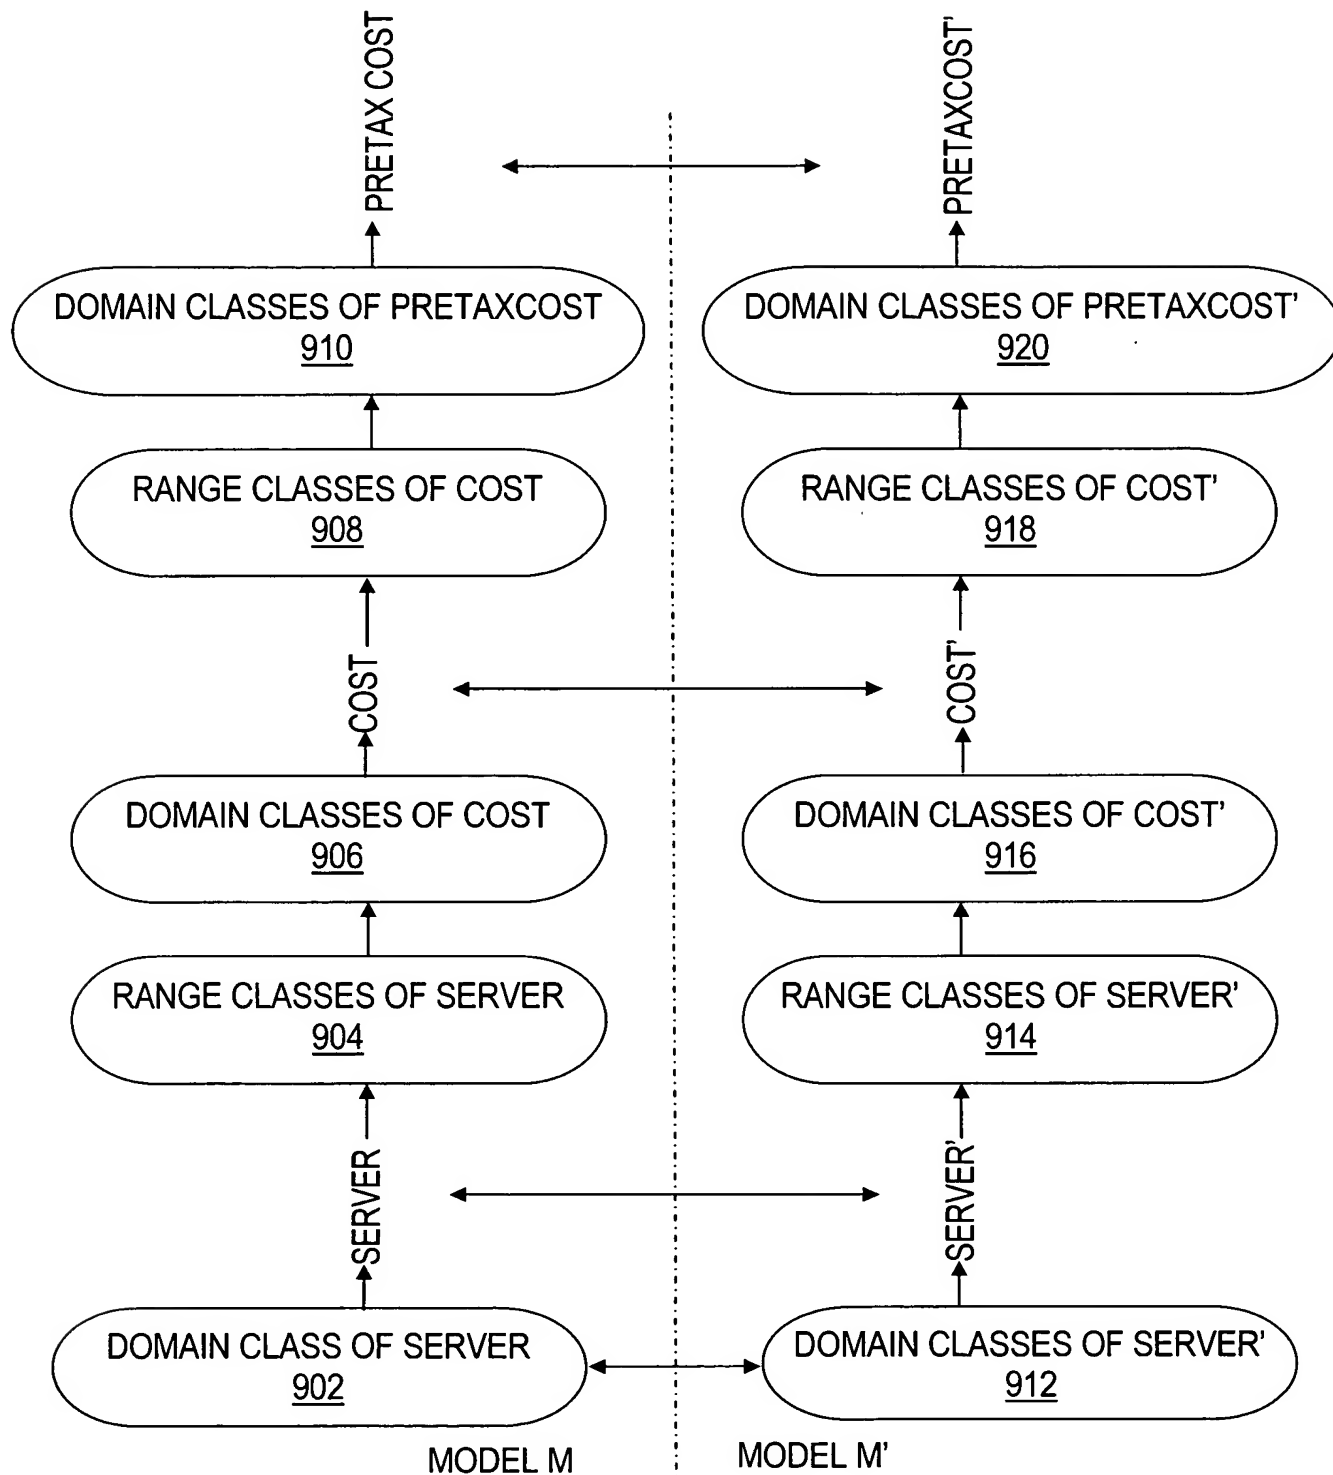 PRETAX COST
PRETAXCOST'
DOMAIN CLASSES OF PRETAXCOST
910
DOMAIN CLASSES OF PRETAXCOST'
920
RANGE CLASSES OF COST
908
RANGE CLASSES OF COST'
918
COST
COST'
DOMAIN CLASSES OF COST
906
DOMAIN CLASSES OF COST'
916
RANGE CLASSES OF SERVER
904
RANGE CLASSES OF SERVER'
914
SERVER
SERVER'
DOMAIN CLASS OF SERVER
902
DOMAIN CLASSES OF SERVER'
912
MODEL M
MODEL M'